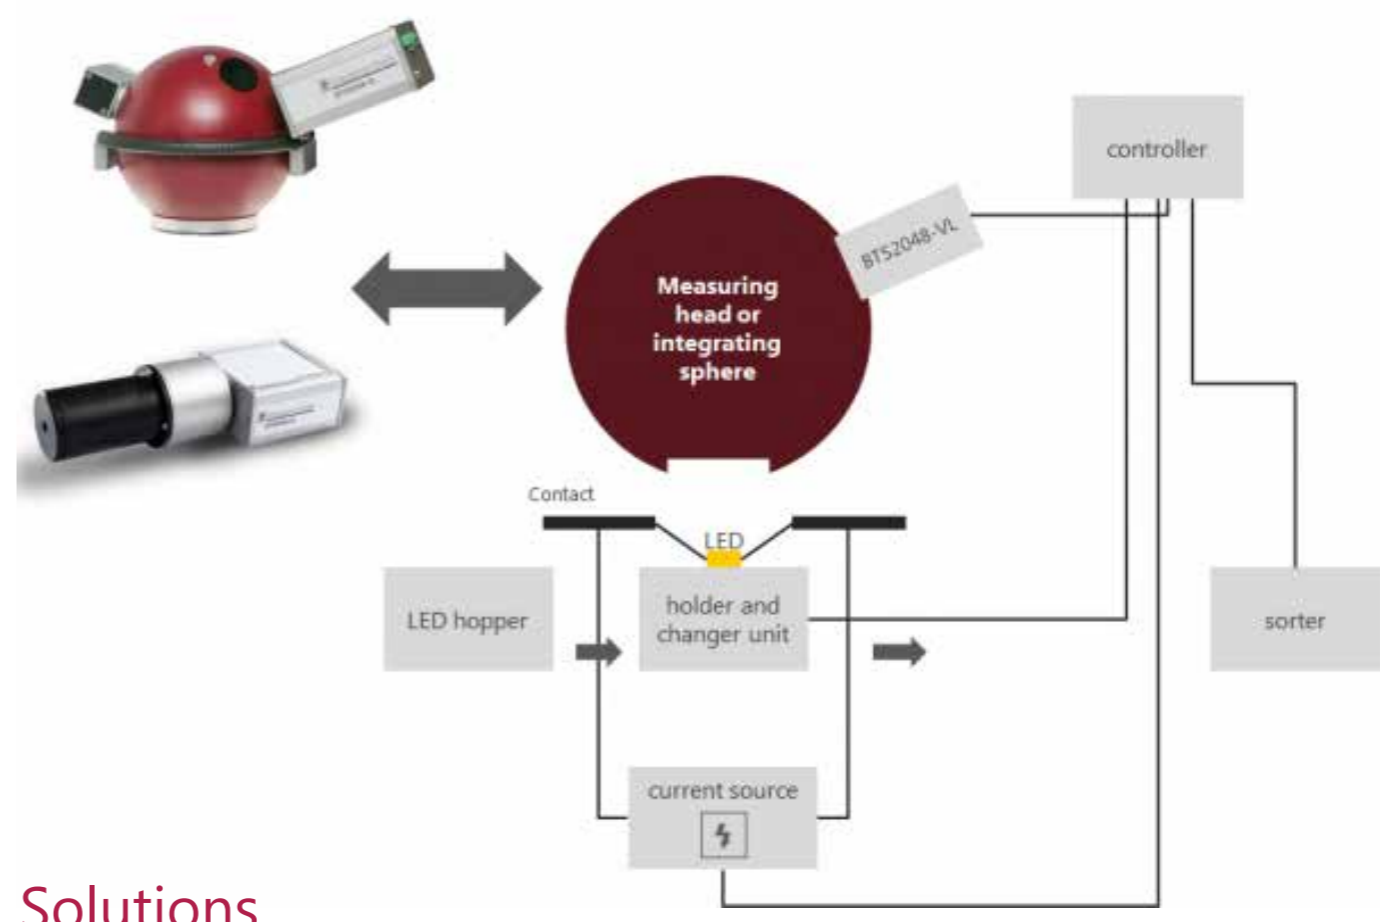 controller
BTS2048-VL
Measuring
head or
integrating
sphere
Contact
LED
LED hopper
holder and
changer unit
sorter
current source
Solutions